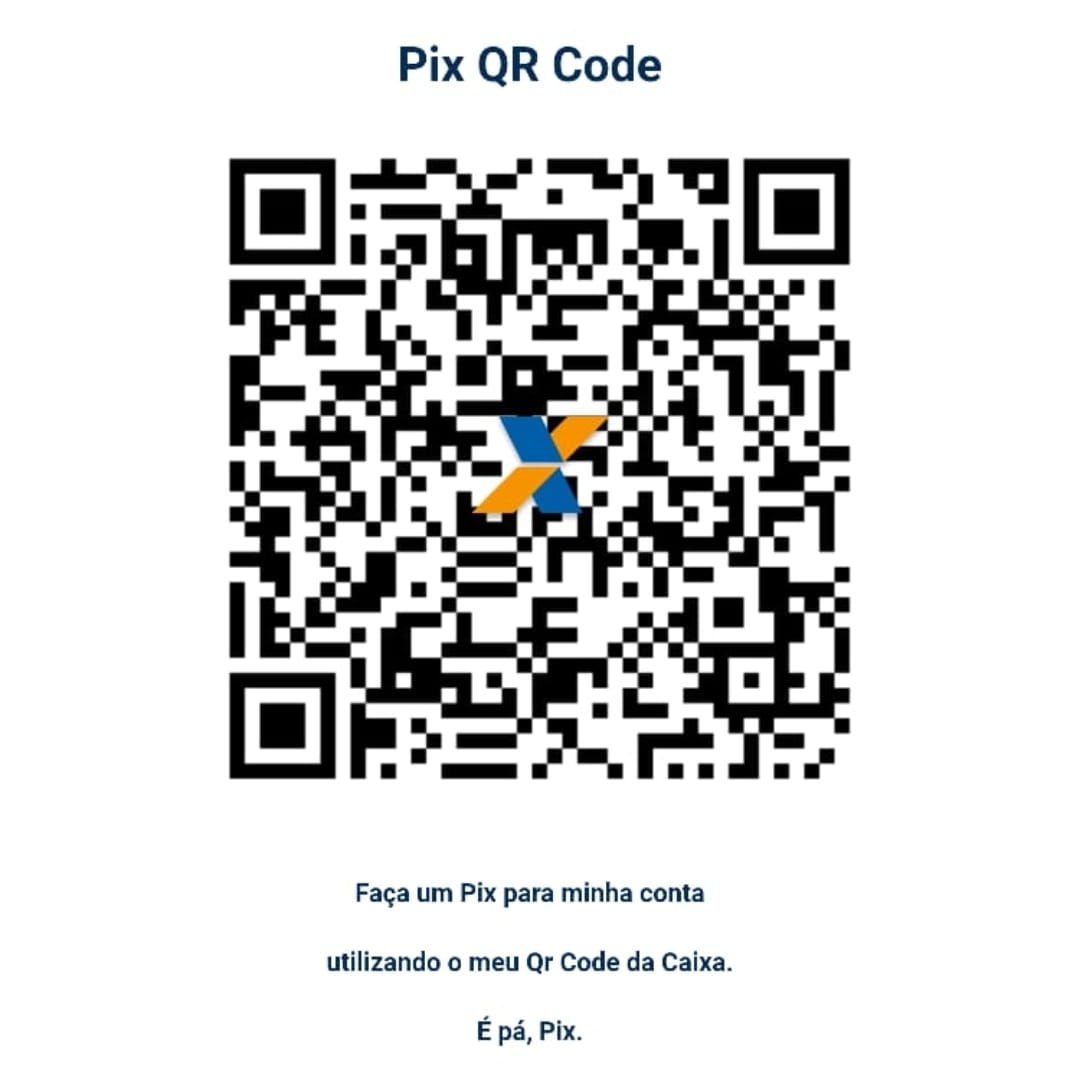 Pix QR Code
Faça um Pix para minha conta
utilizando o meu Qr Code da Caixa.
É pá, Pix.